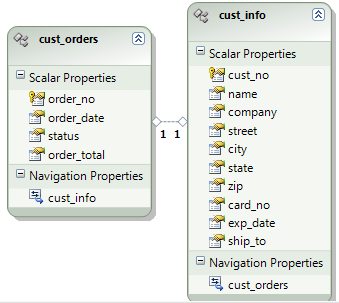 cust_orders
Scalar Properties
order_no
order_date
status
order_total
Navigation Properties
cust_info
1 1
cust_info
Scalar Properties
cust_no
name
company
street
city
state
zip
card_no
exp_date
ship_to
Navigation Properties
cust_orders